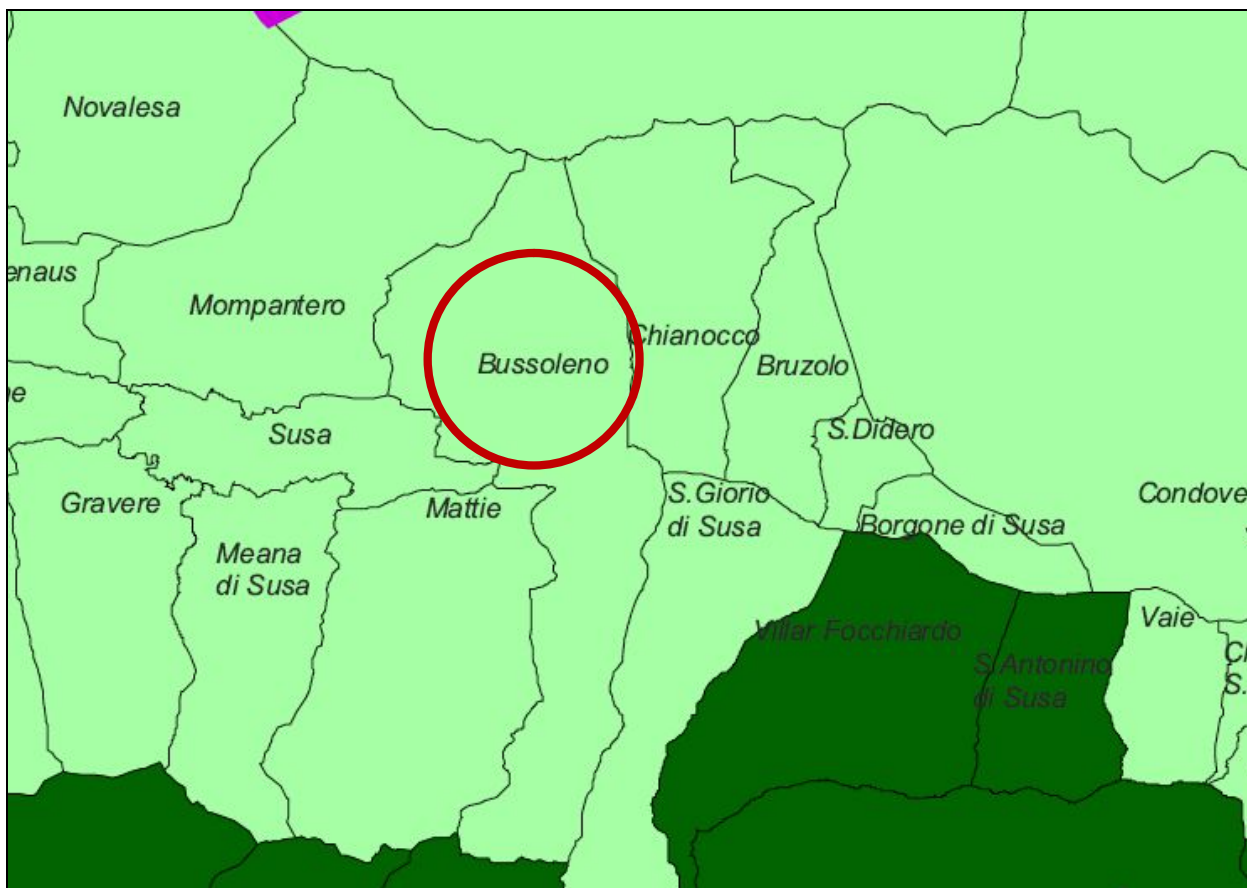 Novalesa
enaus
Mompantero
Chianocco
Bussoleno
Bruzolo
ne
Susa
S.Didero
Gravere
Mattie
S.Giorio
di Susa
Condove
Borgone di Susa
Meana
di Susa
Villar Focchiardo
Vaie
S.Antonino
di Susa
S.